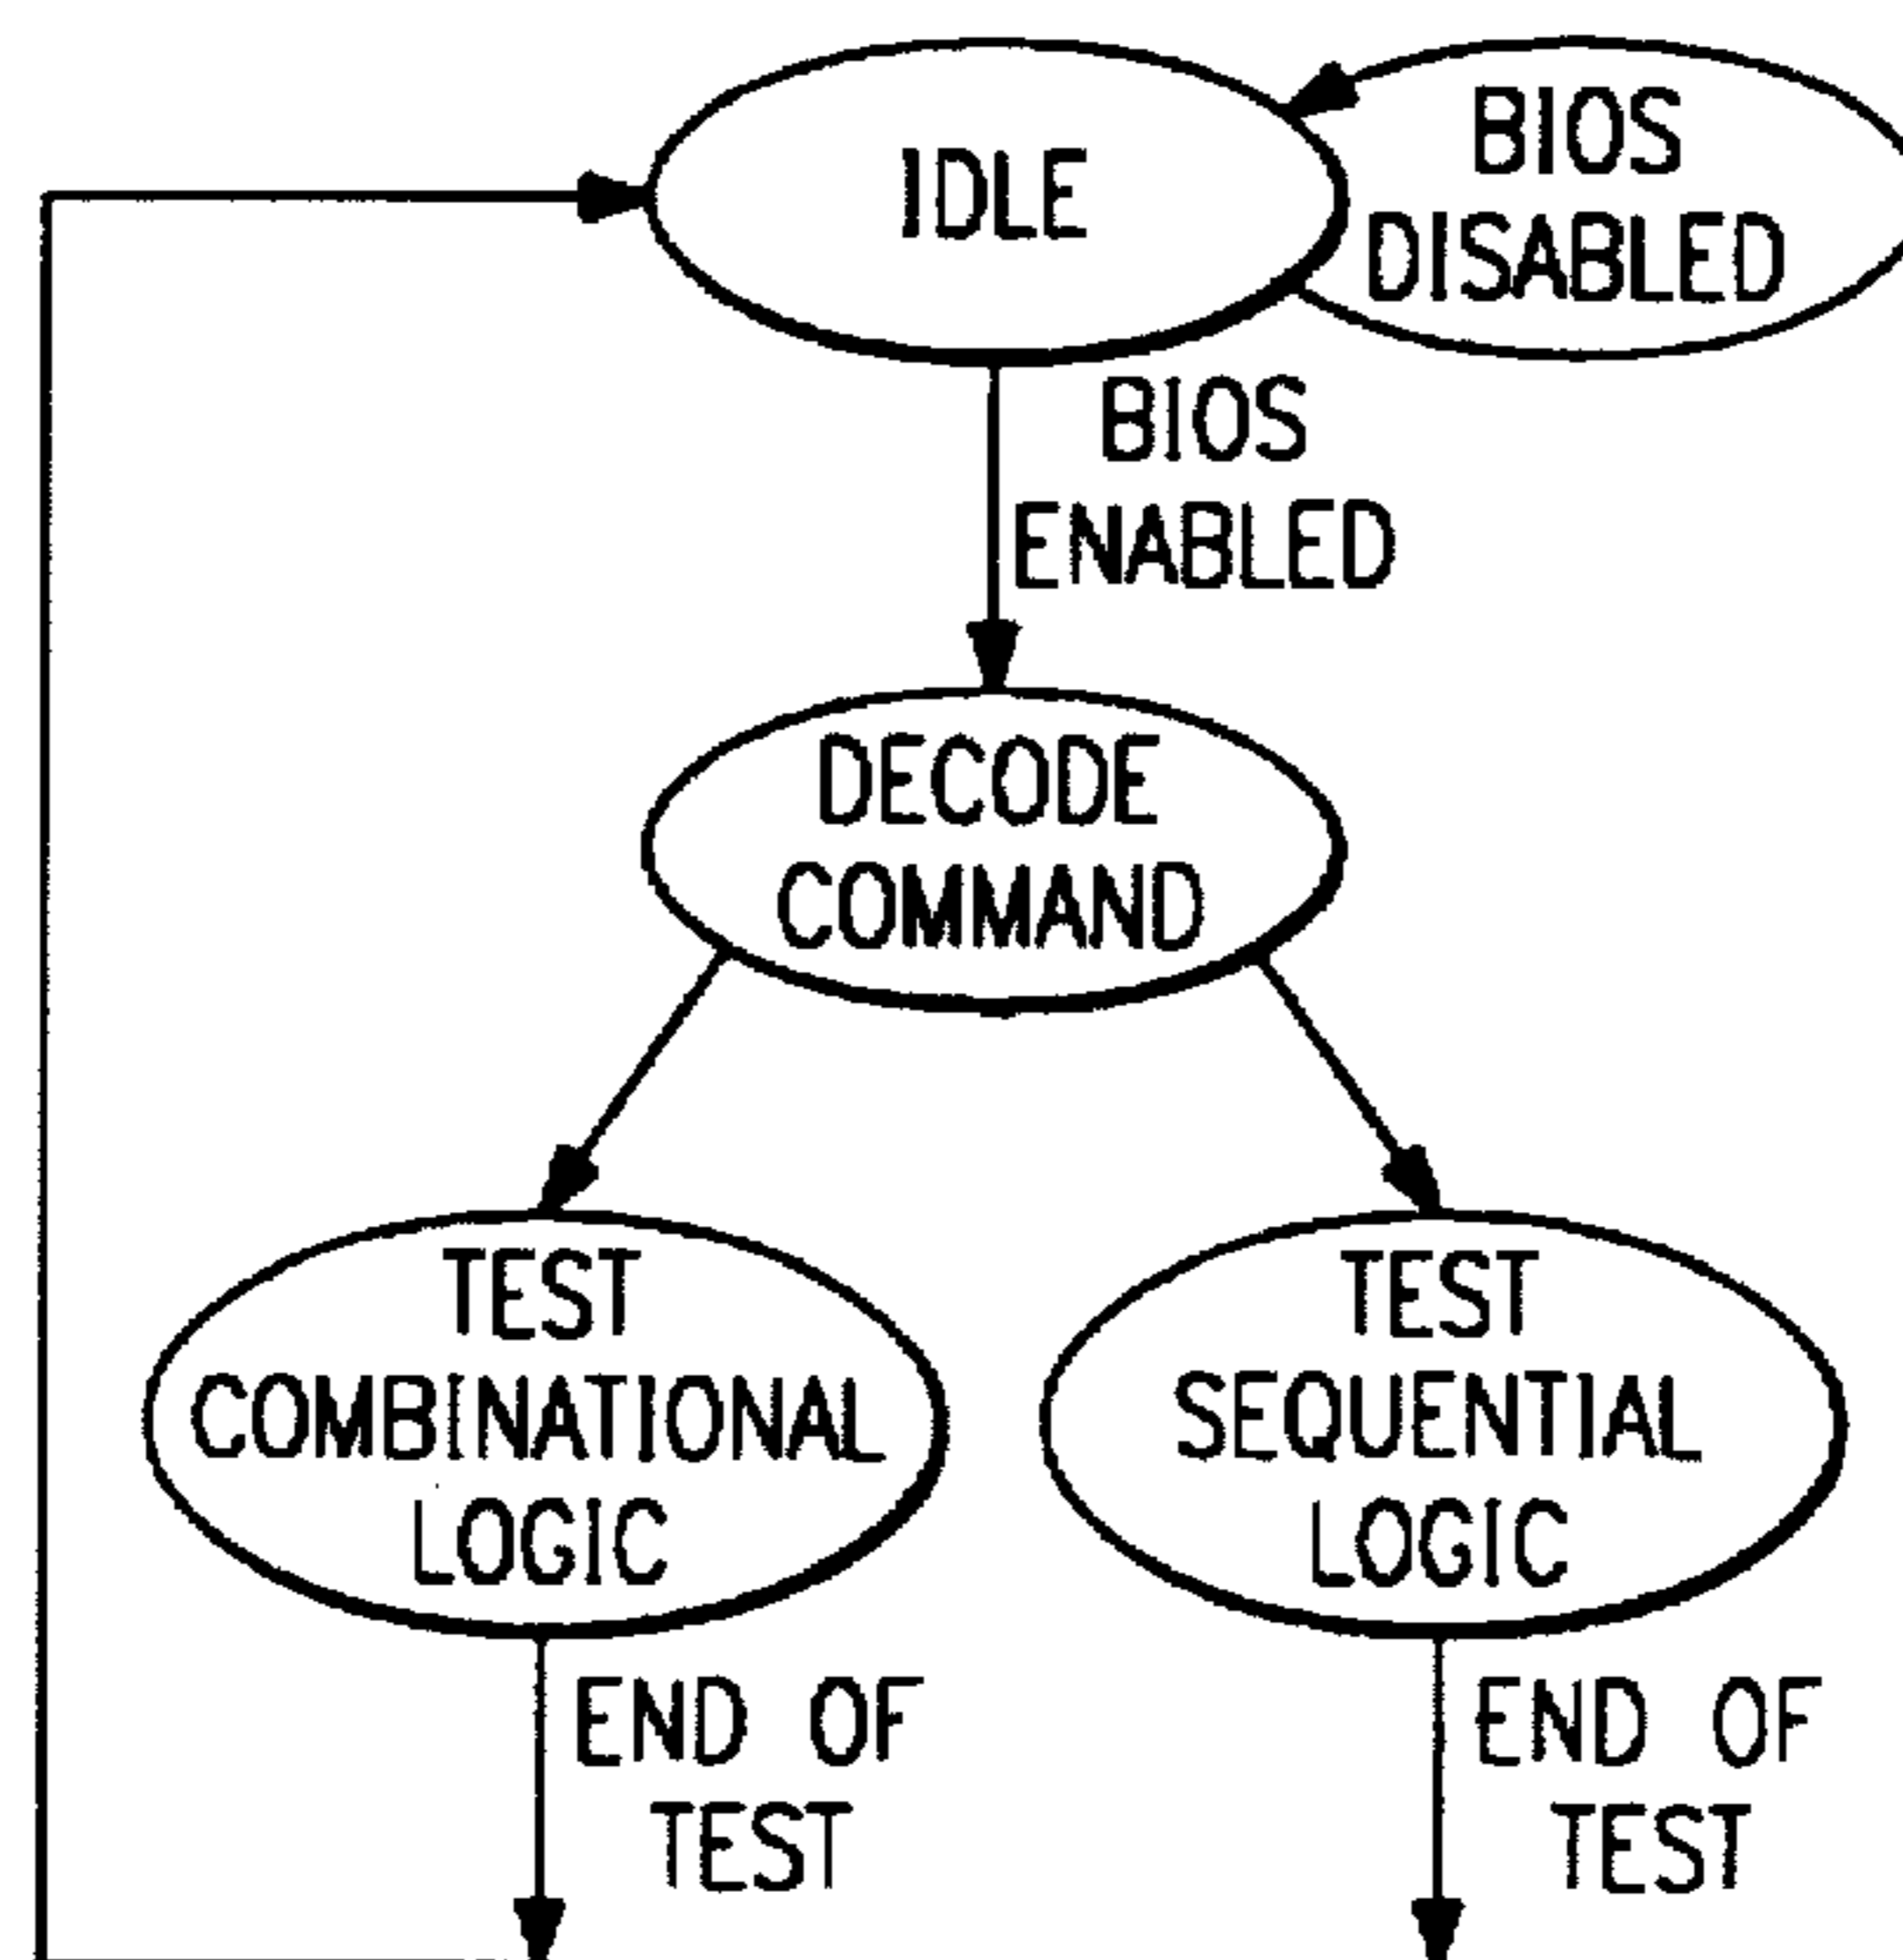 IDLE
BIOS
DISABLED
BIOS
ENABLED
DECODE
COMMAND
TEST
COMBINATIONAL
LOGIC
TEST
SEQUENTIAL
LOGIC
END OF
TEST
END OF
TEST